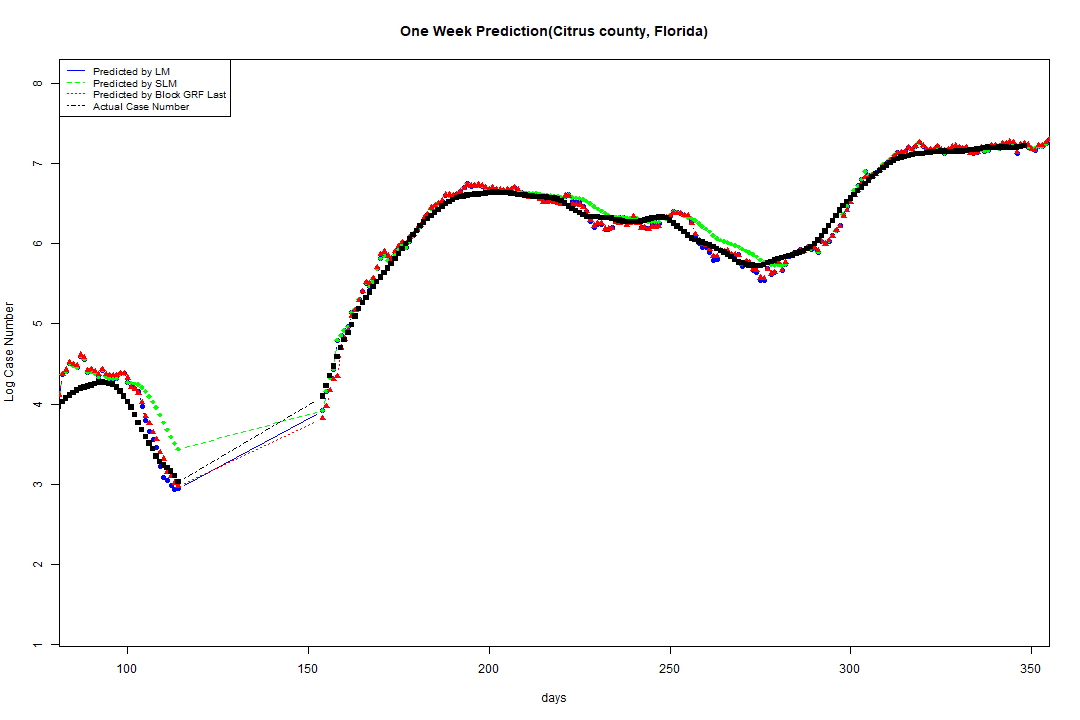 One Week Prediction(Citrus county, Florida)
Predicted by LM
Predicted by SLM
Predicted by Block GRF Last
Actual Case Number
8
7
6
5
4
3
2
1
Log Case Number
100 150 200 250 300 350
days